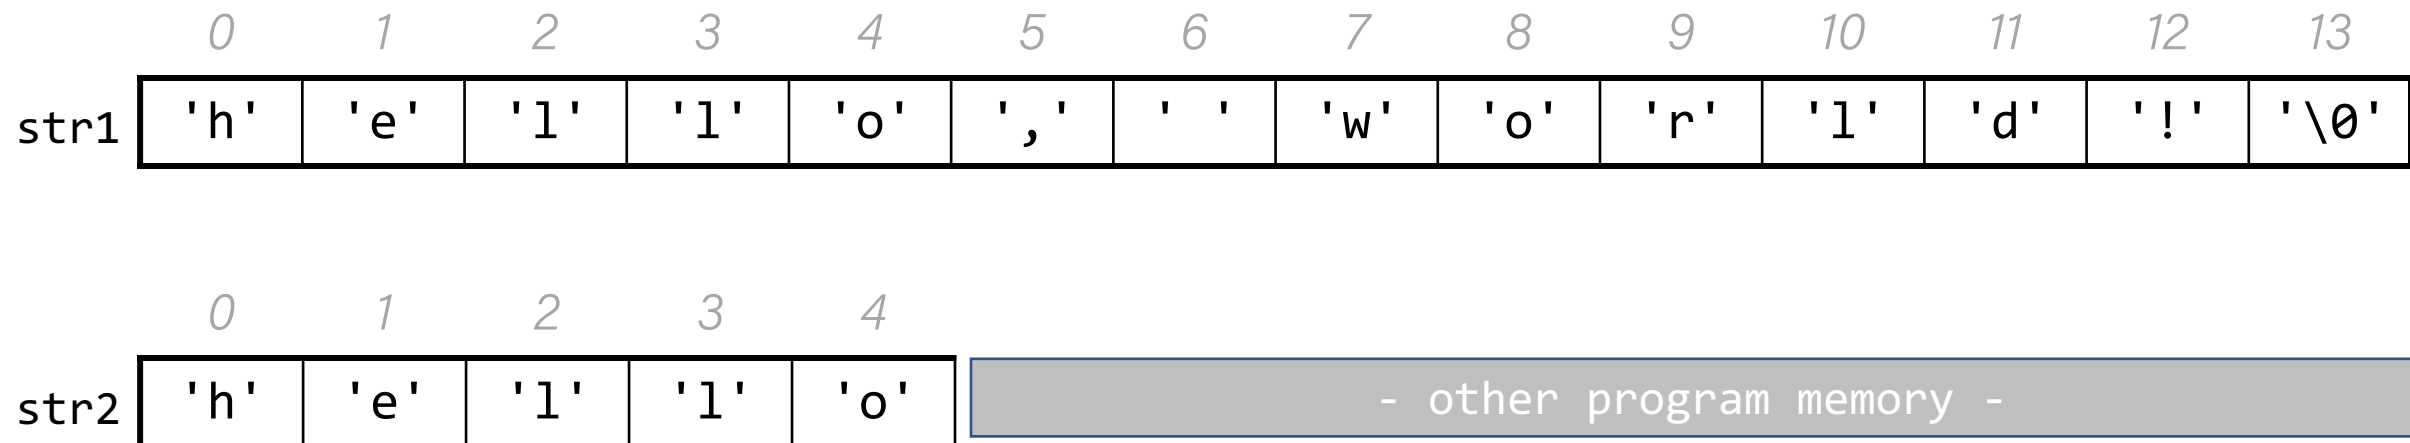 0 1 2 3 4 5 6 7 8 9 10 11 12 13
str1 'h' 'e' 'l' 'l' 'o' ',' ' ' 'w' 'o' 'r' 'l' 'd' '!' '\0'
0 1 2 3 4
str2 'h' 'e' 'l' 'l' 'o' - other program memory -